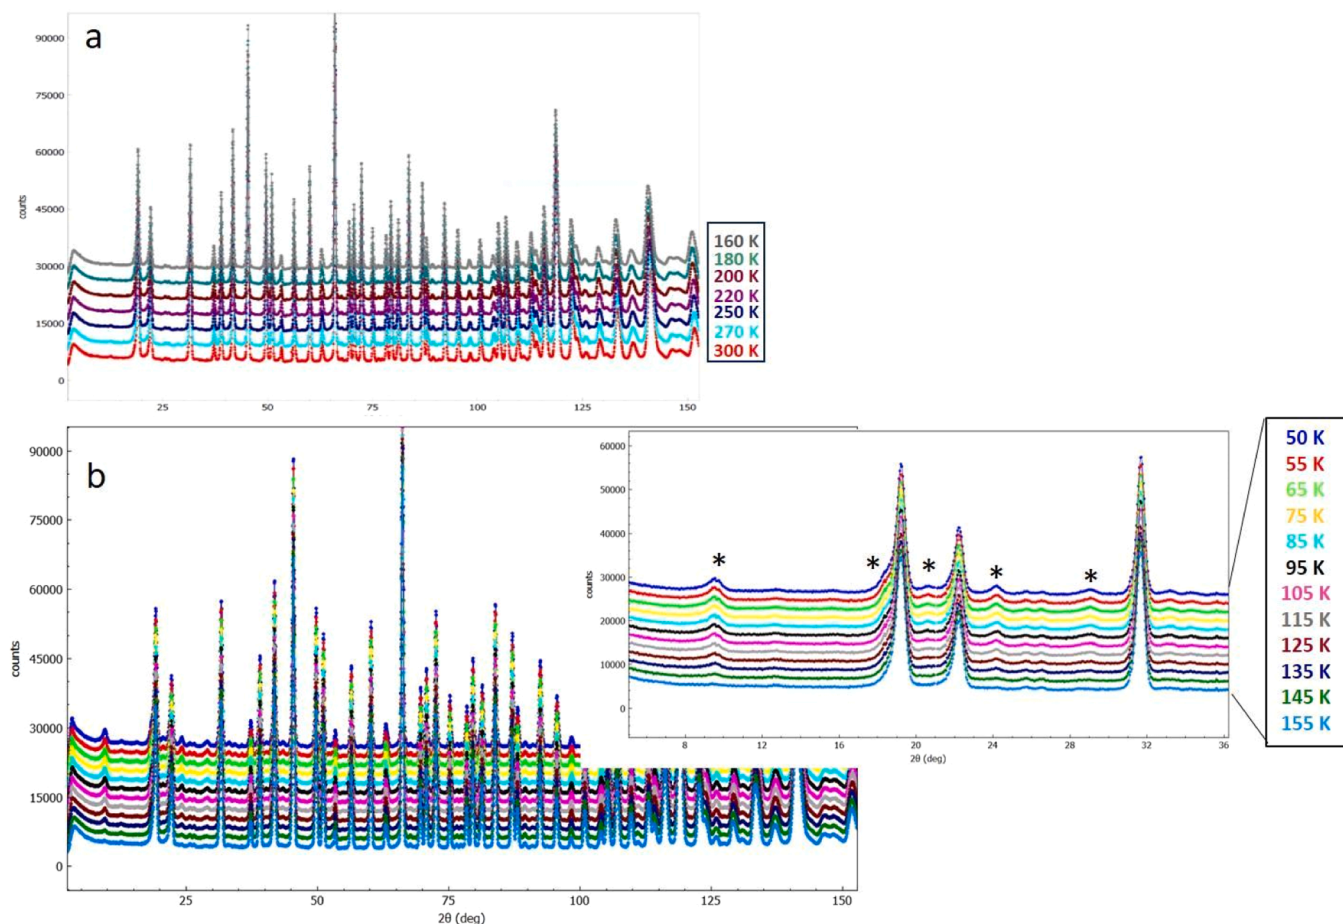 a
90000
75000
60000
45000
30000
15000
0
counts
25
50
75
100
125
150
160 K
180 K
200 K
220 K
250 K
270 K
300 K
b
90000
75000
60000
45000
30000
15000
0
counts
25
50
75
100
125
150
2θ (deg)
60000
50000
40000
30000
20000
10000
0
counts
* * * * *
8
12
16
20
24
28
32
36
2θ (deg)
50 K
55 K
65 K
75 K
85 K
95 K
105 K
115 K
125 K
135 K
145 K
155 K